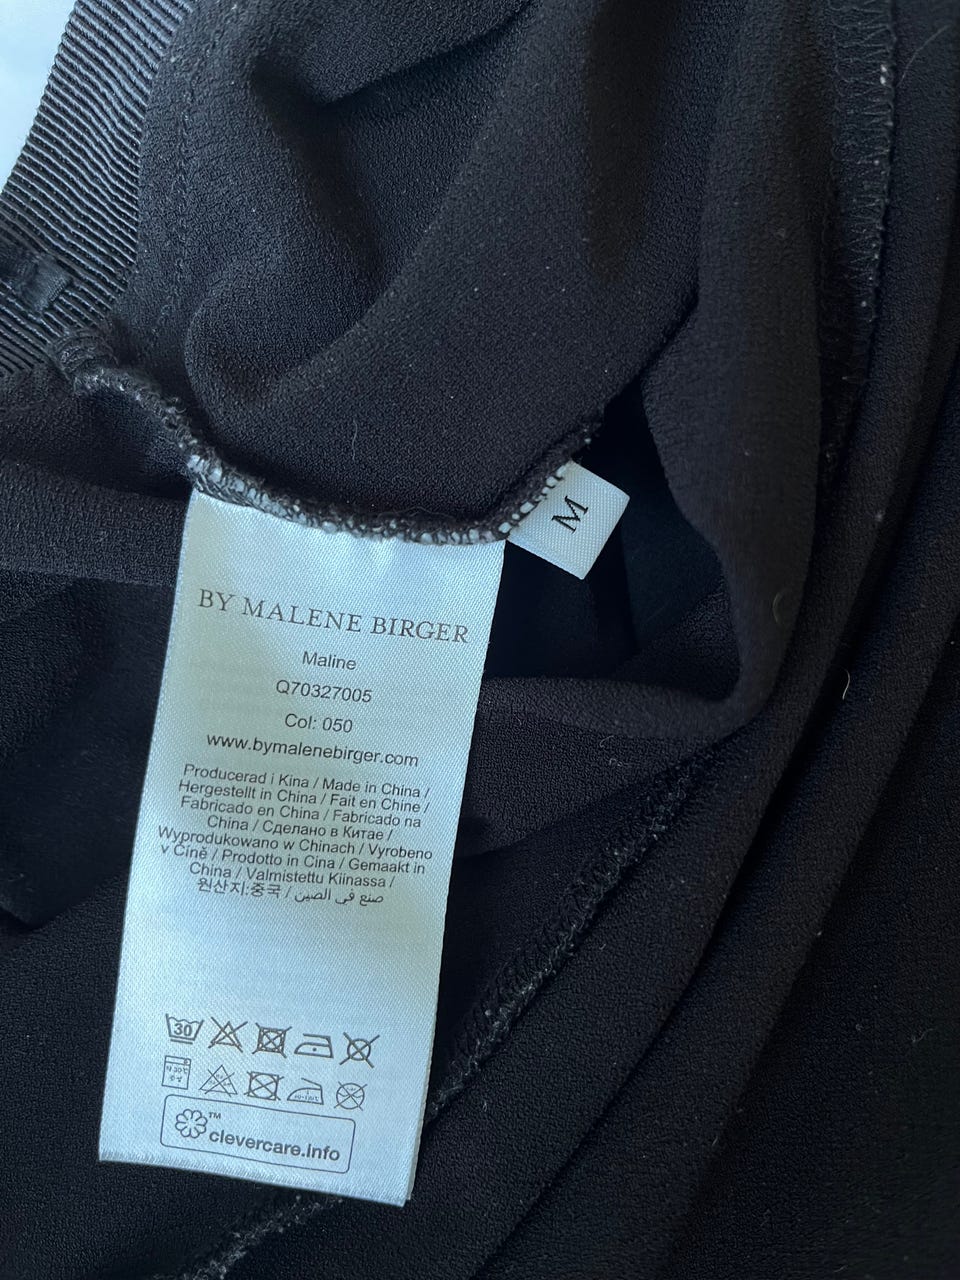 M
BY MALENE BIRGER
Maline
Q70327005
Col: 050
www.bymalenebirger.com
Producerad i Kina / Made in China /
Hergestellt in China / Fait en Chine /
Fabricado en China / Fabricado na
China / Сделано в Китае /
Wyprodukowano w Chinach / Vyrobeno
v Cině / Prodotto in Cina / Gemaakt in
China / Valmistettu Kiinassa /
원산지:중국 / صنع في الصين
30
clevercare.info
TM